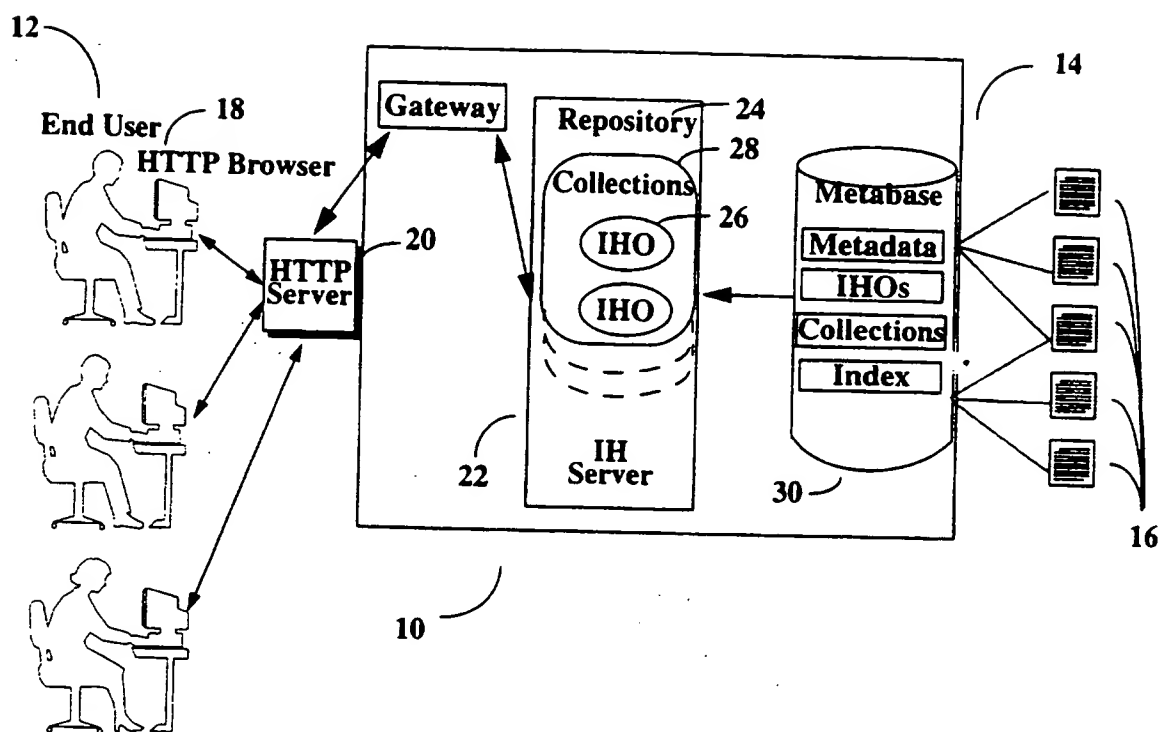 12
End User
18
HTTP Browser
HTTP
Server
20
Gateway
Repository
24
28
Collections
26
IHO
IHO
22
IH
Server
Metabase
Metadata
IHOs
Collections
Index
30
14
16
10